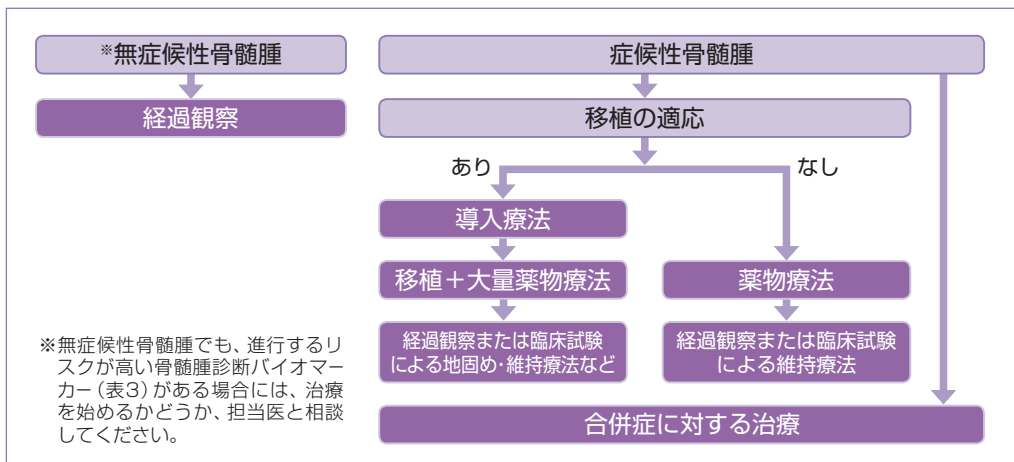 ※無症候性骨髄腫
経過観察
症候性骨髄腫
移植の適応
あり
なし
導入療法
移植＋大量薬物療法
薬物療法
経過観察または臨床試験
による地固め・維持療法など
経過観察または臨床試験
による維持療法
合併症に対する治療
※無症候性骨髄腫でも、進行するリ
スクが高い骨髄腫診断バイオマー
カー（表3）がある場合には、治療
を始めるかどうか、担当医と相談
してください。